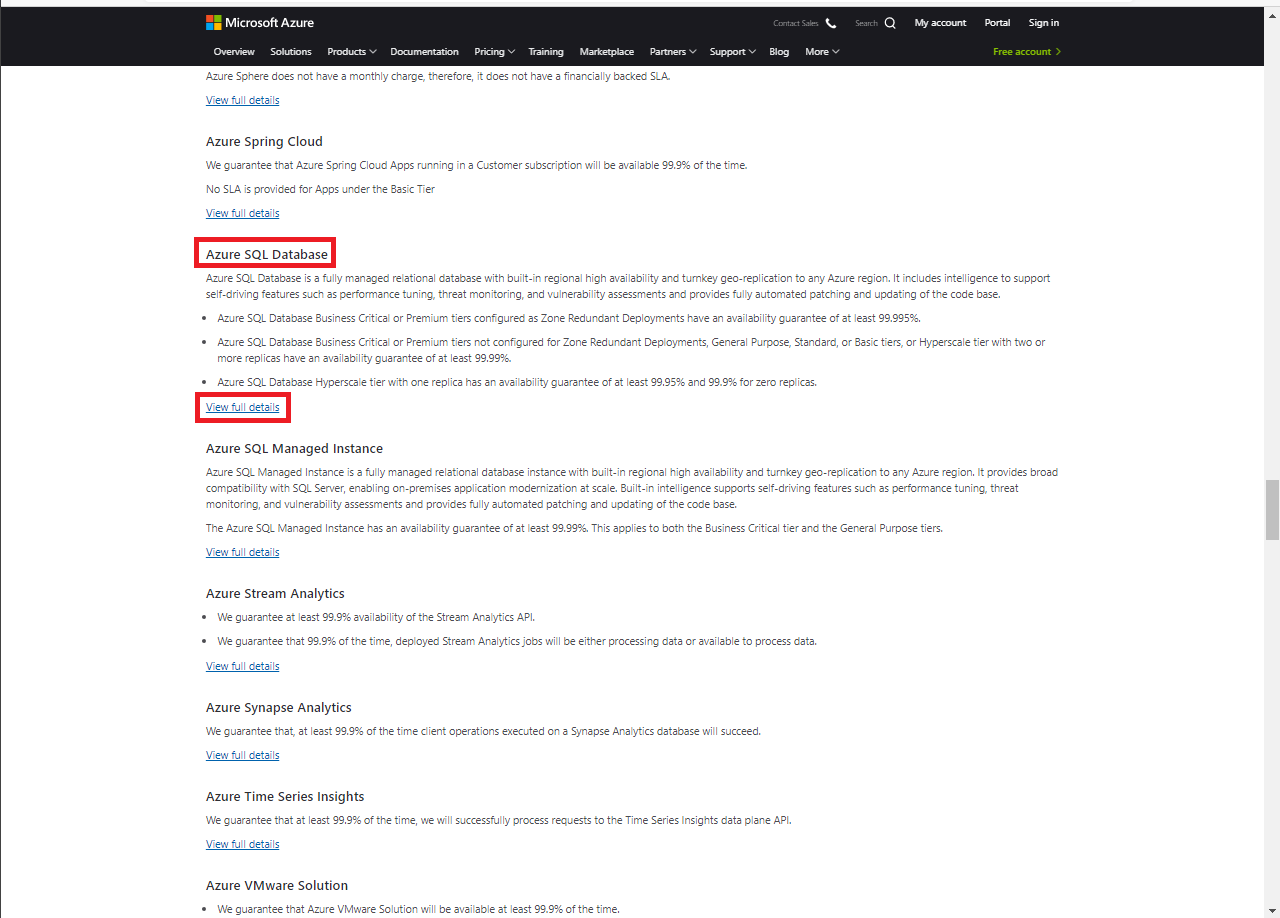 Microsoft Azure
Contact Sales Search My account Portal Sign in
Overview Solutions Products Documentation Pricing Training Marketplace Partners Support Blog More Free account
Azure Sphere does not have a monthly charge, therefore, it does not have a financially backed SLA.
View full details
Azure Spring Cloud
We guarantee that Azure Spring Cloud Apps running in a Customer subscription will be available 99.9% of the time.
No SLA is provided for Apps under the Basic Tier
View full details
Azure SQL Database
Azure SQL Database is a fully managed relational database with built-in regional high availability and turnkey geo-replication to any Azure region. It includes intelligence to support
self-driving features such as performance tuning, threat monitoring, and vulnerability assessments and provides fully automated patching and updating of the code base.
• Azure SQL Database Business Critical or Premium tiers configured as Zone Redundant Deployments have an availability guarantee of at least 99.995%.
• Azure SQL Database Business Critical or Premium tiers not configured for Zone Redundant Deployments, General Purpose, Standard, or Basic tiers, or Hyperscale tier with two or
more replicas have an availability guarantee of at least 99.99%.
• Azure SQL Database Hyperscale tier with one replica has an availability guarantee of at least 99.95% and 99.9% for zero replicas.
View full details
Azure SQL Managed Instance
Azure SQL Managed Instance is a fully managed relational database instance with built-in regional high availability and turnkey geo-replication to any Azure region. It provides broad
compatibility with SQL Server, enabling on-premises application modernization at scale. Built-in intelligence supports self-driving features such as performance tuning, threat
monitoring, and vulnerability assessments and provides fully automated patching and updating of the code base.
The Azure SQL Managed Instance has an availability guarantee of at least 99.99%. This applies to both the Business Critical tier and the General Purpose tiers.
View full details
Azure Stream Analytics
• We guarantee at least 99.9% availability of the Stream Analytics API.
• We guarantee that 99.9% of the time, deployed Stream Analytics jobs will be either processing data or available to process data.
View full details
Azure Synapse Analytics
We guarantee that, at least 99.9% of the time client operations executed on a Synapse Analytics database will succeed.
View full details
Azure Time Series Insights
We guarantee that at least 99.9% of the time, we will successfully process requests to the Time Series Insights data plane API.
View full details
Azure VMware Solution
• We guarantee that Azure VMware Solution will be available at least 99.9% of the time.